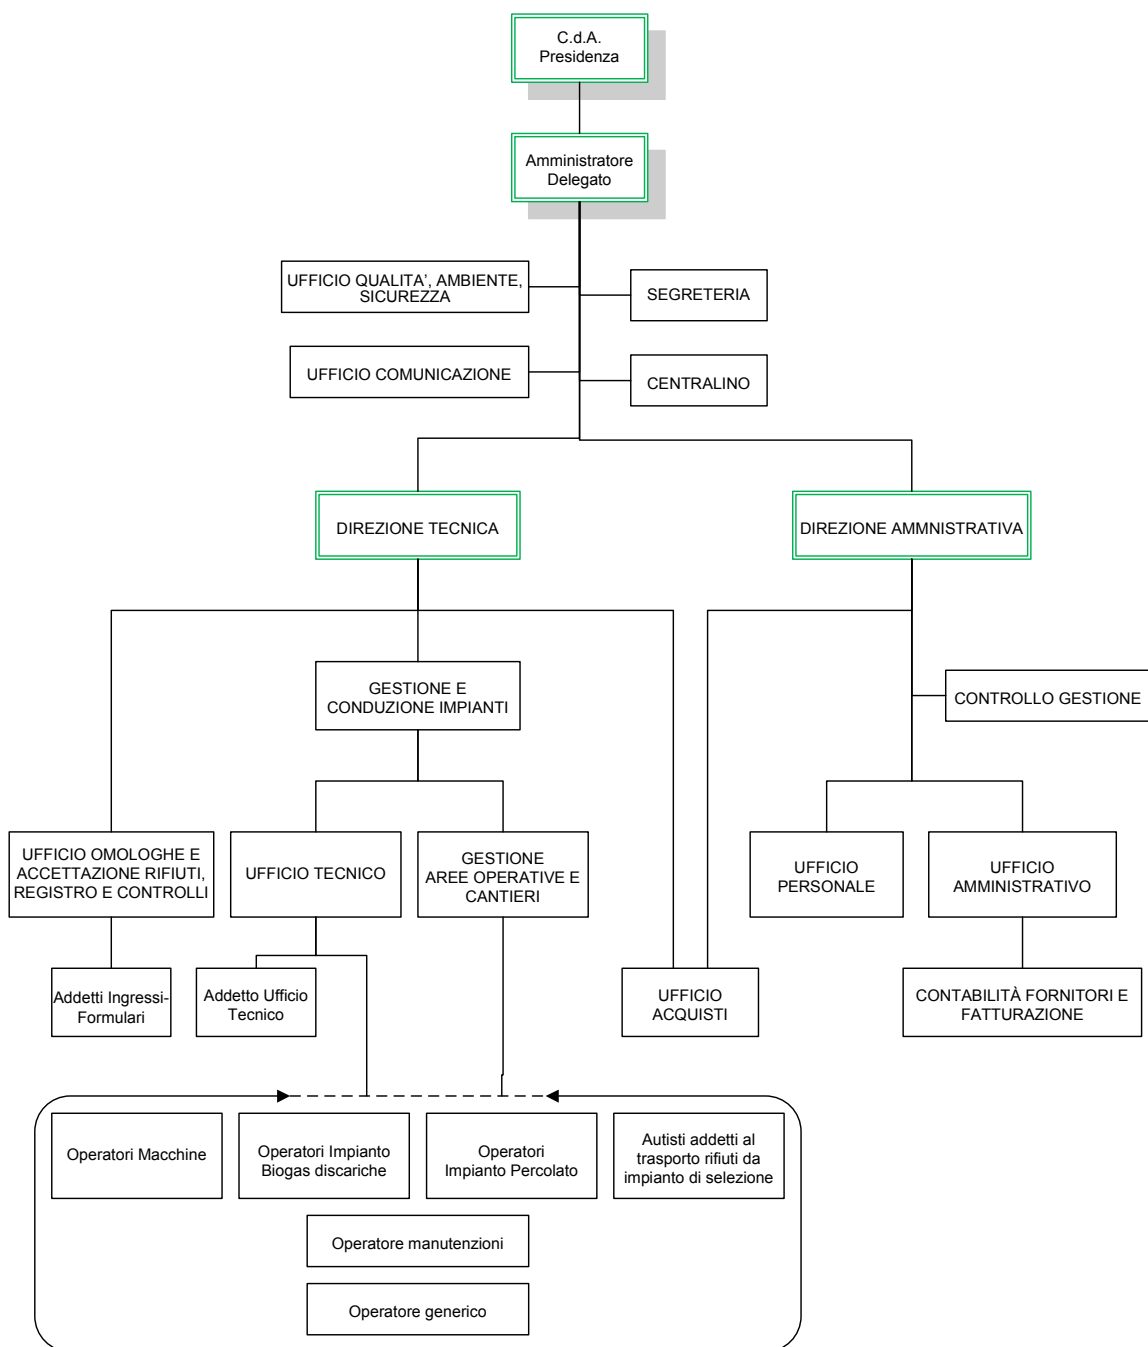 C.d.A.
Presidenza
Amministratore
Delegato
UFFICIO QUALITA’, AMBIENTE,
SICUREZZA
SEGRETERIA
UFFICIO COMUNICAZIONE
CENTRALINO
DIREZIONE TECNICA
DIREZIONE AMMNISTRATIVA
GESTIONE E
CONDUZIONE IMPIANTI
CONTROLLO GESTIONE
UFFICIO OMOLOGHE E
ACCETTAZIONE RIFIUTI,
REGISTRO E CONTROLLI
UFFICIO TECNICO
GESTIONE
AREE OPERATIVE E
CANTIERI
UFFICIO
PERSONALE
UFFICIO
AMMINISTRATIVO
Addetti Ingressi-
Formulari
Addetto Ufficio
Tecnico
UFFICIO
ACQUISTI
CONTABILITÀ FORNITORI E
FATTURAZIONE
Operatori Macchine
Operatori Impianto
Biogas discariche
Operatori
Impianto Percolato
Autisti addetti al
trasporto rifiuti da
impianto di selezione
Operatore manutenzioni
Operatore generico